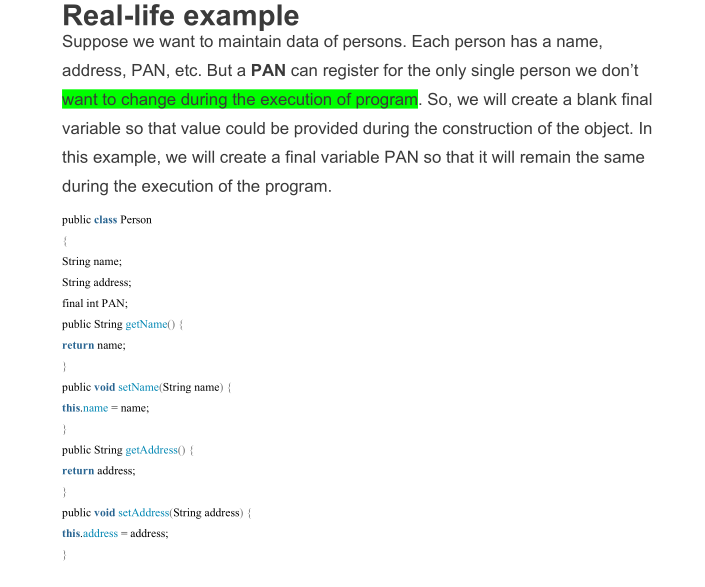 Real-life example
Suppose we want to maintain data of persons. Each person has a name,
address, PAN, etc. But a PAN can register for the only single person we don’t
want to change during the execution of program. So, we will create a blank final
variable so that value could be provided during the construction of the object. In
this example, we will create a final variable PAN so that it will remain the same
during the execution of the program.
public class Person
{
String name;
String address;
final int PAN;
public String getName() {
return name;
}
public void setName(String name) {
this.name = name;
}
public String getAddress() {
return address;
}
public void setAddress(String address) {
this.address = address;
}